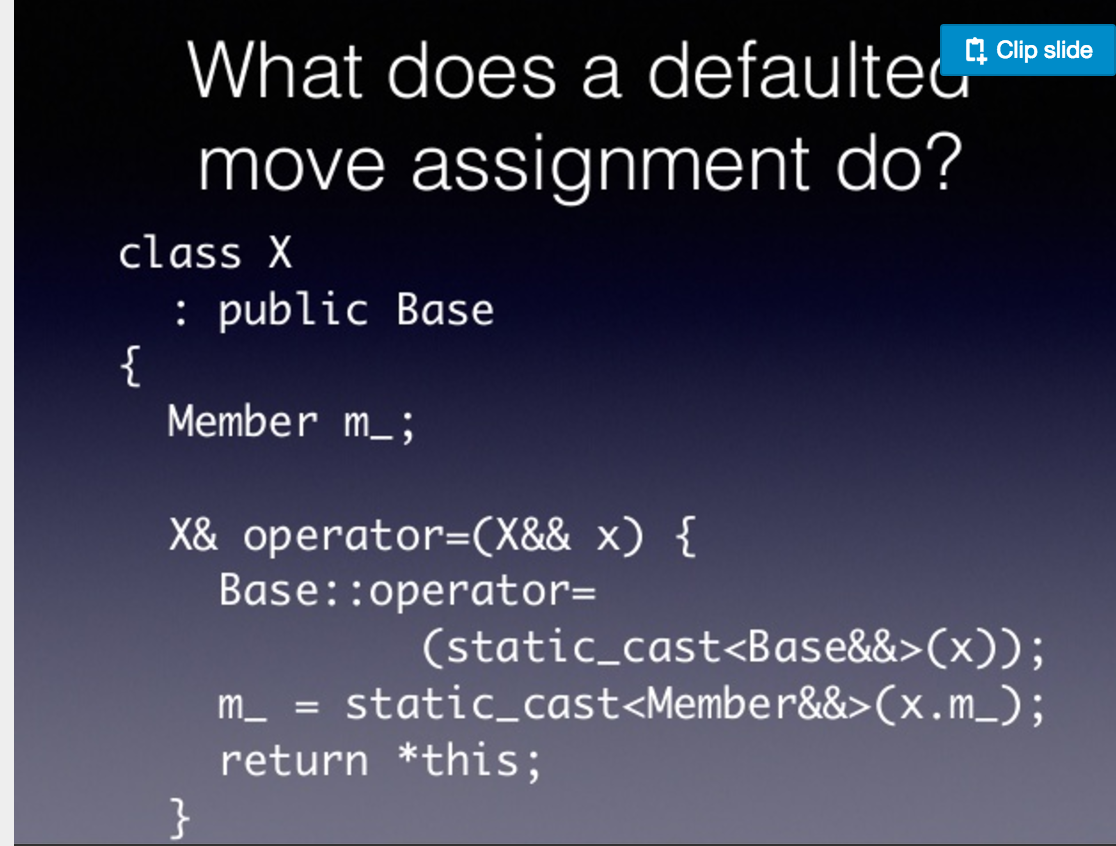 Clip slide
What does a defaulted
move assignment do?
class X
  : public Base
{
  Member m_;
  X& operator=(X&& x) {
    Base::operator=
            (static_cast<Base&&>(x));
    m_ = static_cast<Member&&>(x.m_);
    return *this;
  }